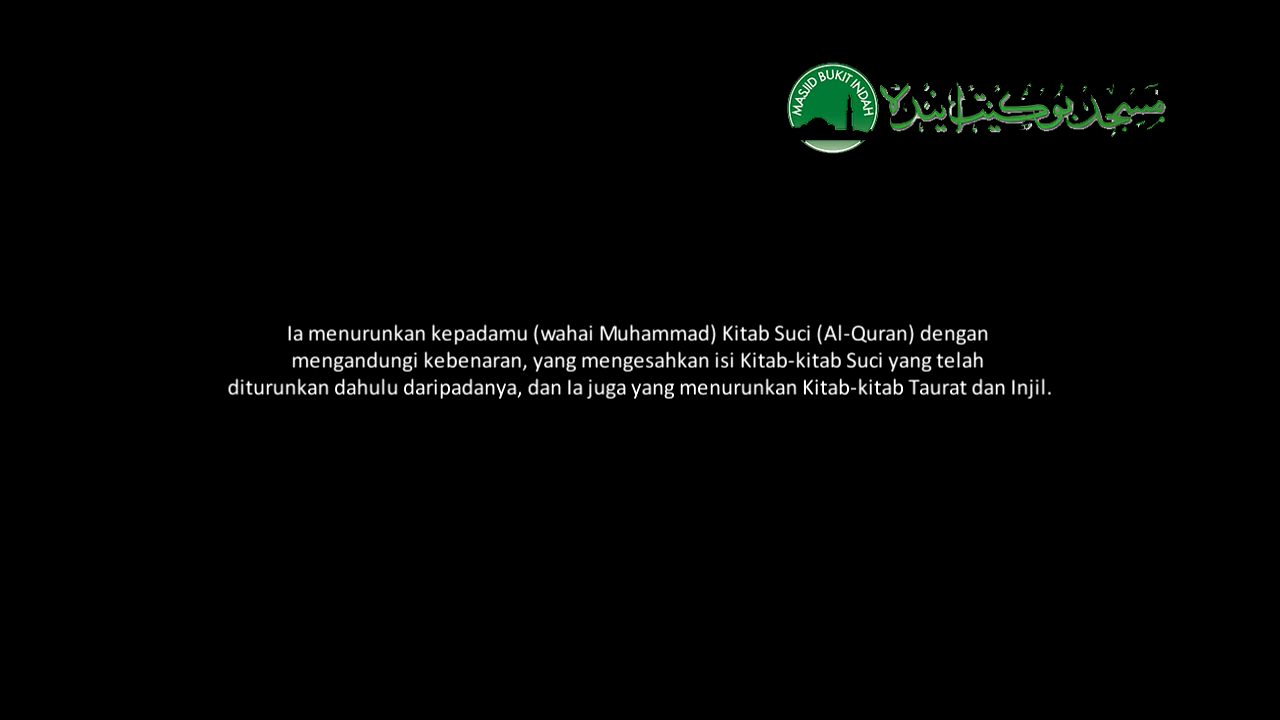 MASJID BUKIT INDAH
مسجد بوكيت اينده
Ia menurunkan kepadamu (wahai Muhammad) Kitab Suci (Al-Quran) dengan
mengandungi kebenaran, yang mengesahkan isi Kitab-kitab Suci yang telah
diturunkan dahulu daripadanya, dan Ia juga yang menurunkan Kitab-kitab Taurat dan Injil.